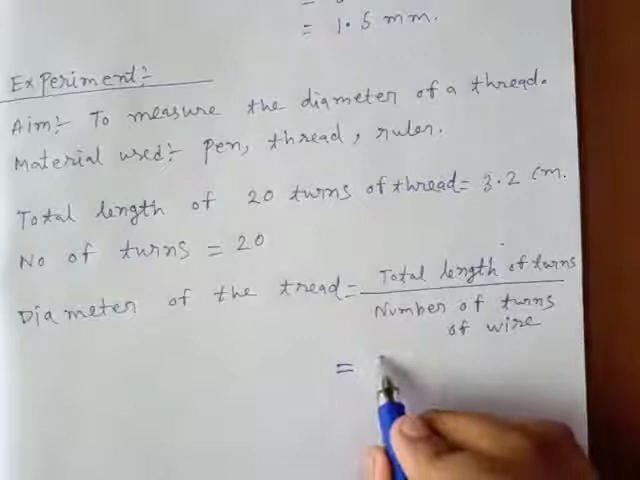 = 1.5 mm.
Experiment:-
Aim:- To measure the diameter of a thread.
Material used:- Pen, thread, ruler.
Total length of 20 turns of thread = 3.2 cm.
No of turns = 20
Diameter of the tread = Total length of turns
Number of turns
of wire
=